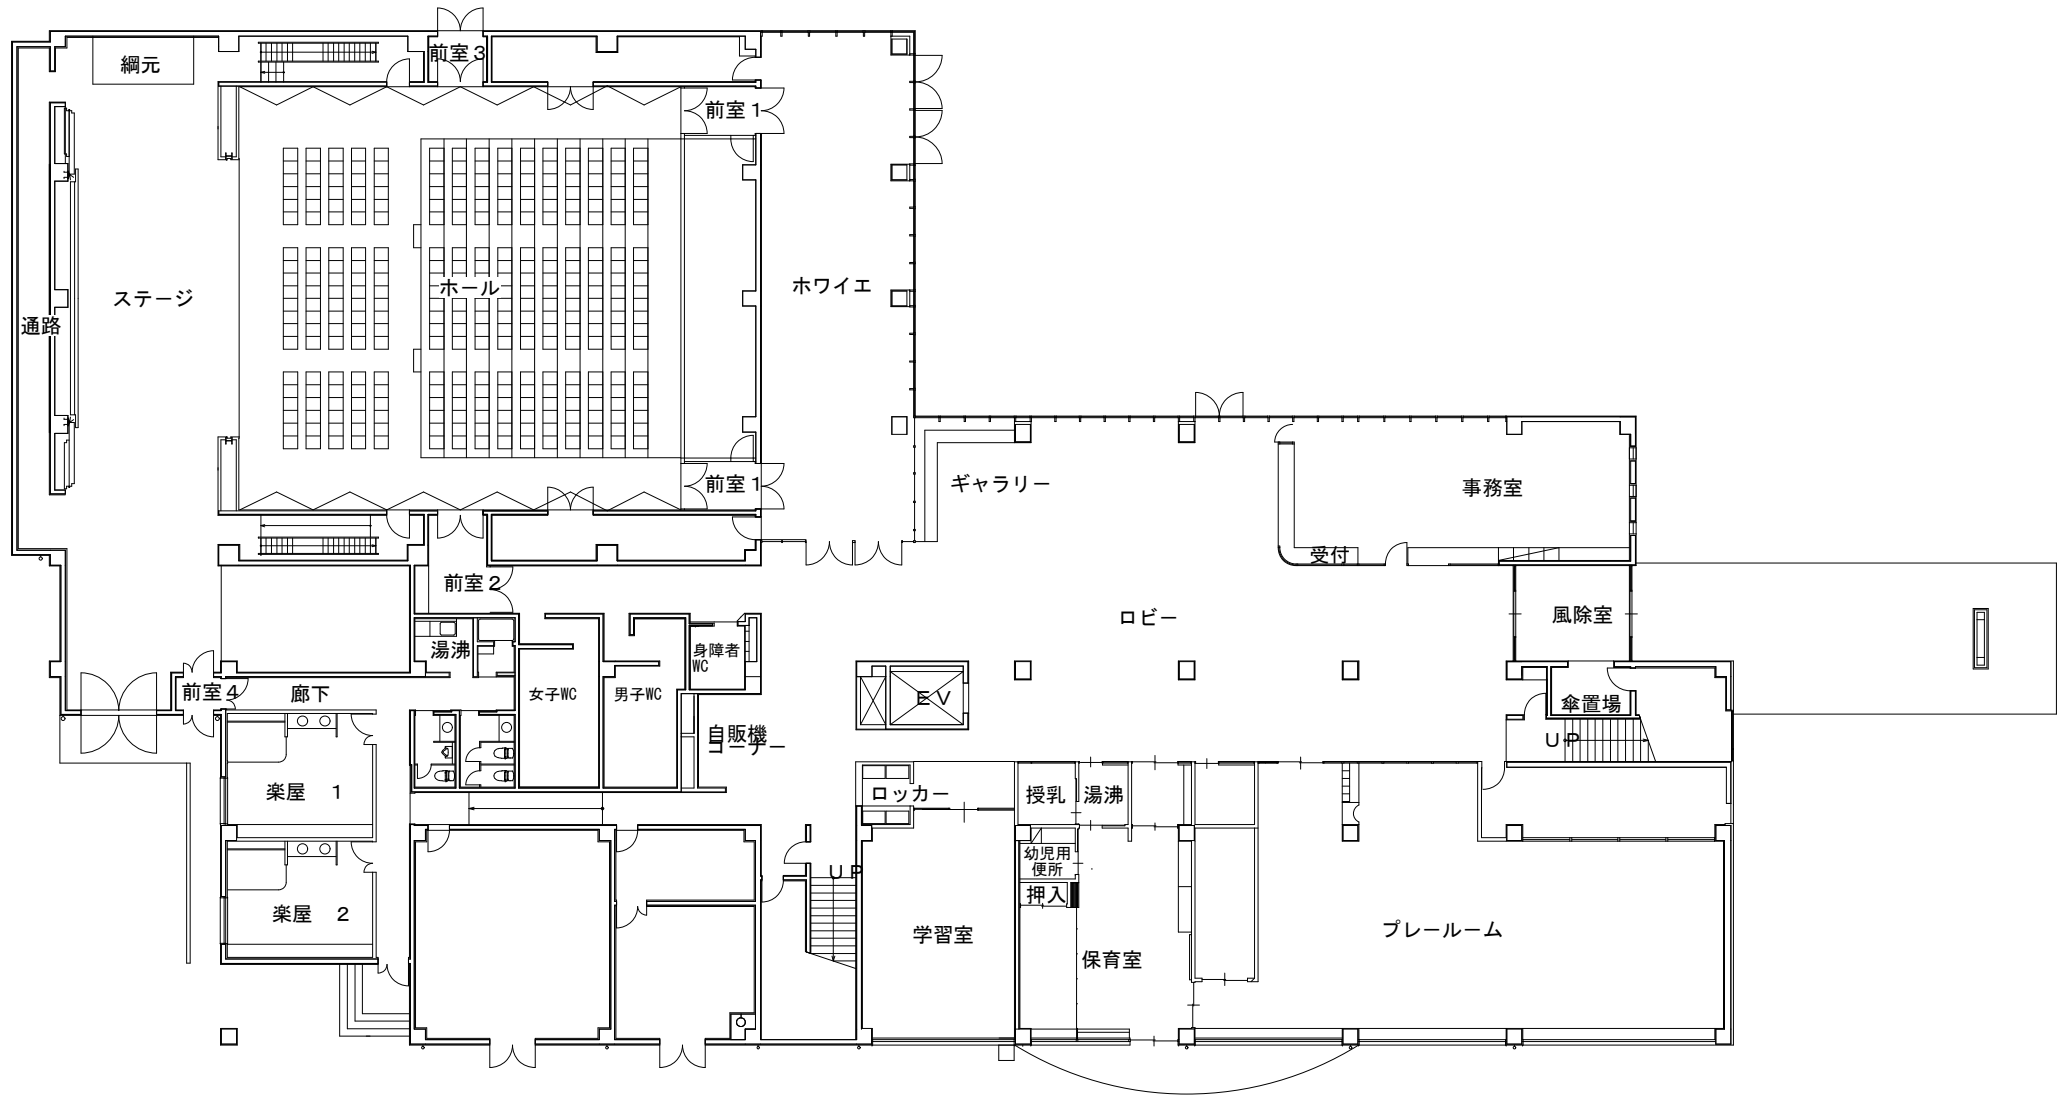 綱元
前室3
前室1
ステージ
ホール
ホワイエ
通路
前室1
ギャラリー
事務室
受付
前室2
ロビー
風除室
湯沸
身障者
WC
前室4
廊下
女子WC
男子WC
EV
傘置場
自販機
コーナー
UP
楽屋 1
ロッカー
授乳
湯沸
幼児用
便所
UP
押入
楽屋 2
学習室
保育室
プレールーム